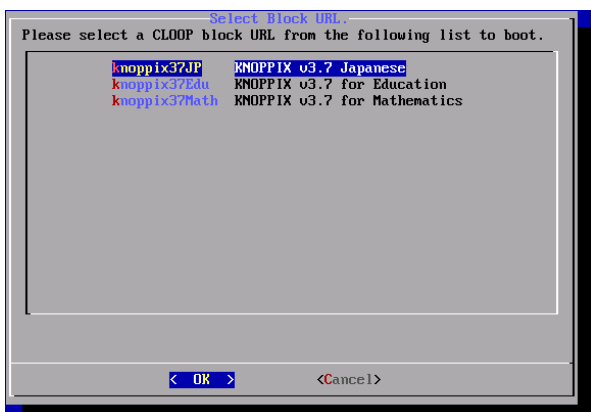 Select Block URL.
Please select a CLOOP block URL from the following list to boot.
knoppix37JP KNOPPIX v3.7 Japanese
knoppix37Edu KNOPPIX v3.7 for Education
knoppix37Math KNOPPIX v3.7 for Mathematics
< OK > <Cancel>